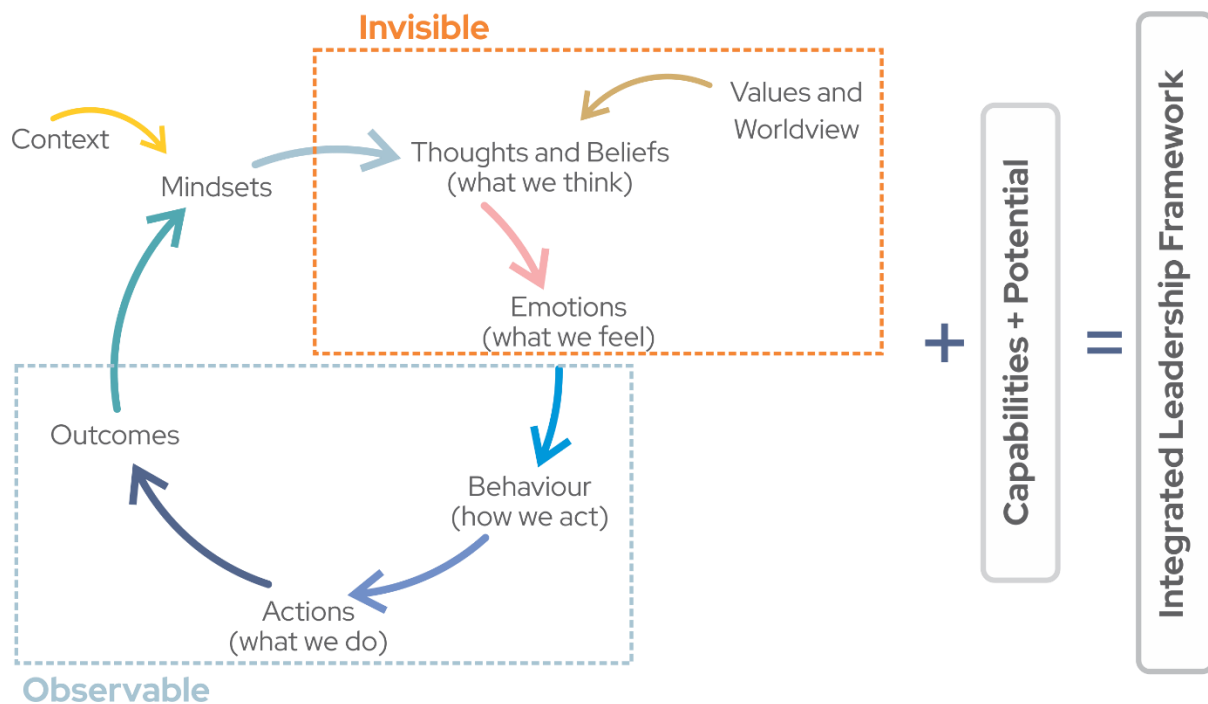 Invisible
Context
Mindsets
Values and
Worldview
Thoughts and Beliefs
(what we think)
Emotions
(what we feel)
Behaviour
(how we act)
Actions
(what we do)
Outcomes
Observable
+
Capabilities + Potential
=
Integrated Leadership Framework